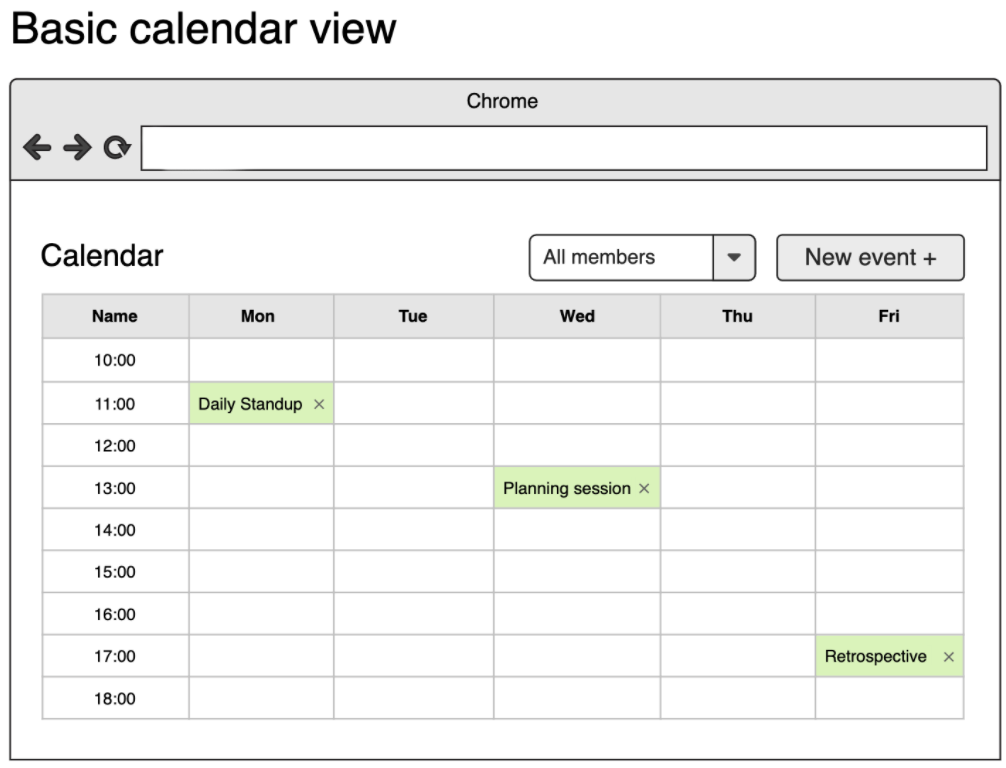 Basic calendar view
Chrome
Calendar
All members
New event +
Name Mon Tue Wed Thu Fri
10:00
11:00 Daily Standup ×
12:00
13:00 Planning session ×
14:00
15:00
16:00
17:00 Retrospective ×
18:00